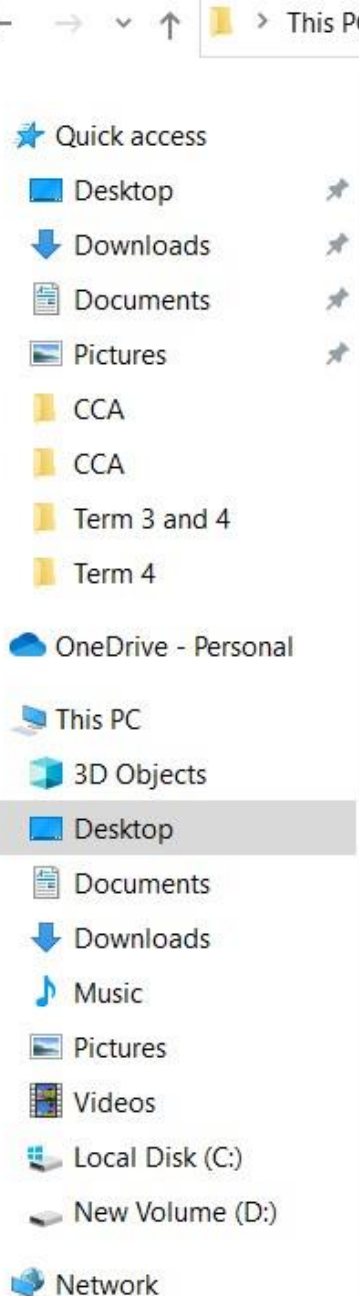 This PC
Quick access
Desktop
Downloads
Documents
Pictures
CCA
CCA
Term 3 and 4
Term 4
OneDrive - Personal
This PC
3D Objects
Desktop
Documents
Downloads
Music
Pictures
Videos
Local Disk (C:)
New Volume (D:)
Network